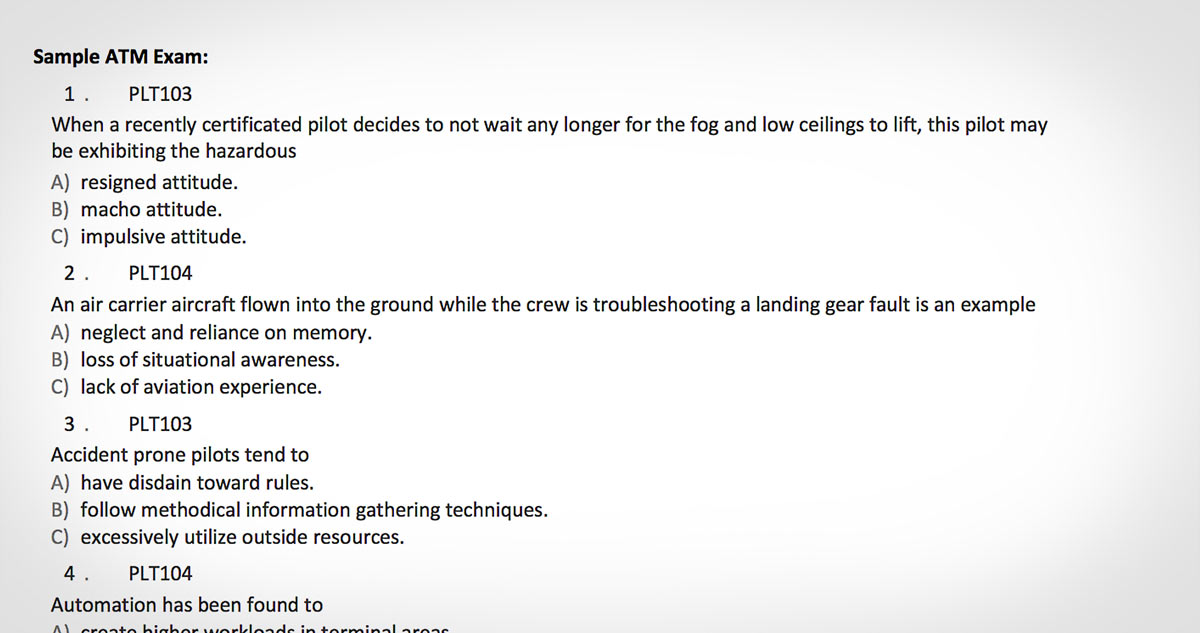 Sample ATM Exam:
1 . PLT103
When a recently certificated pilot decides to not wait any longer for the fog and low ceilings to lift, this pilot may
be exhibiting the hazardous
A) resigned attitude.
B) macho attitude.
C) impulsive attitude.
2 . PLT104
An air carrier aircraft flown into the ground while the crew is troubleshooting a landing gear fault is an example
A) neglect and reliance on memory.
B) loss of situational awareness.
C) lack of aviation experience.
3 . PLT103
Accident prone pilots tend to
A) have disdain toward rules.
B) follow methodical information gathering techniques.
C) excessively utilize outside resources.
4 . PLT104
Automation has been found to
A) create higher workloads in terminal areas